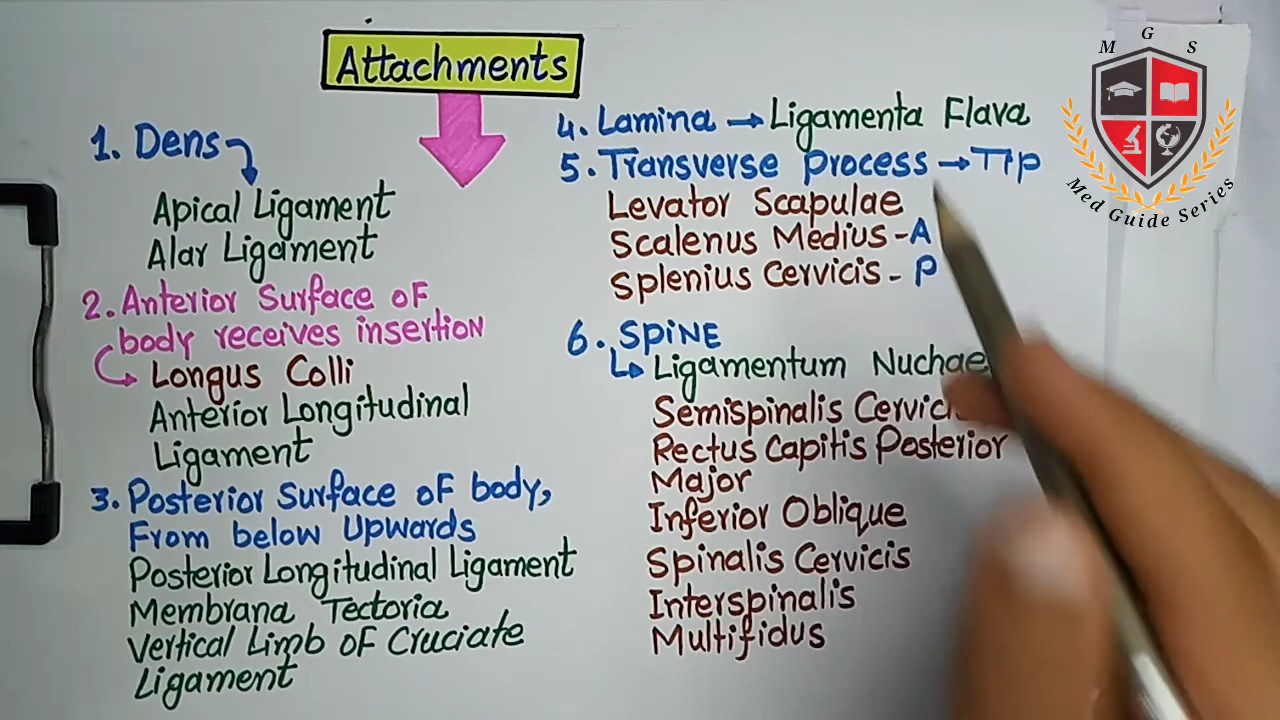 Attachments
1. Dens
Apical Ligament
Alar Ligament
2. Anterior Surface of
body receives insertion
Longus Colli
Anterior Longitudinal
Ligament
3. Posterior Surface of body,
From below Upwards
Posterior Longitudinal Ligament
Membrana Tectoria
Vertical Limb of Cruciate
Ligament
4. Lamina → Ligamenta Flava
5. Transverse process → Tip
Levator Scapulae
Scalenus Medius - A
Splenius Cervicis - P
6. SPINE
Ligamentum Nuchae
Semispinalis
Rectus Capitis Posterior
Major
Inferior Oblique
Spinalis Cervicis
Interspinalis
Multifidus
M G S
Med Guide Series